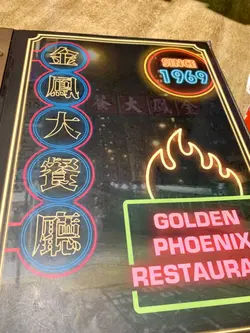 金鳳大餐廳
SINCE
1969
GOLDEN
PHOENIX
RESTAURA